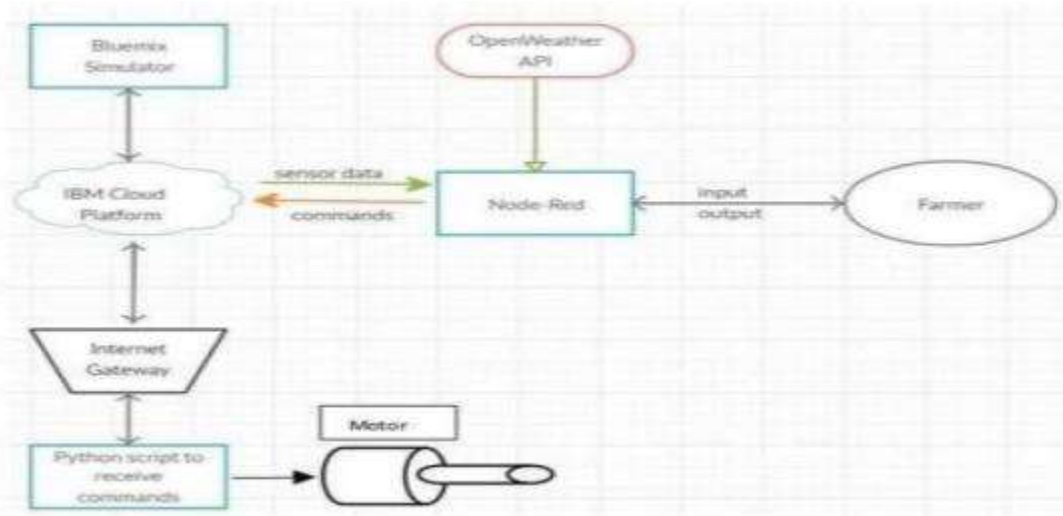 Bluemix
Simulator
OpenWeather
API
IBM Cloud
Platform
sensor data
commands
Node-Red
input
output
Farmer
Internet
Gateway
Motor
Python script to
receive
commands